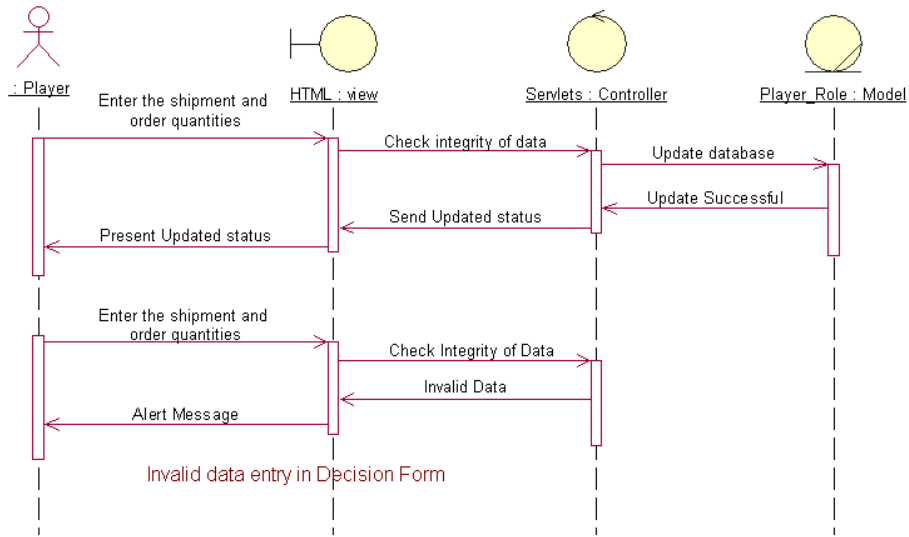 : Player
HTML : view
Servlets : Controller
Player_Role : Model
Enter the shipment and
order quantities
Check integrity of data
Update database
Update Successful
Send Updated status
Present Updated status
Enter the shipment and
order quantities
Check Integrity of Data
Invalid Data
Alert Message
Invalid data entry in Decision Form